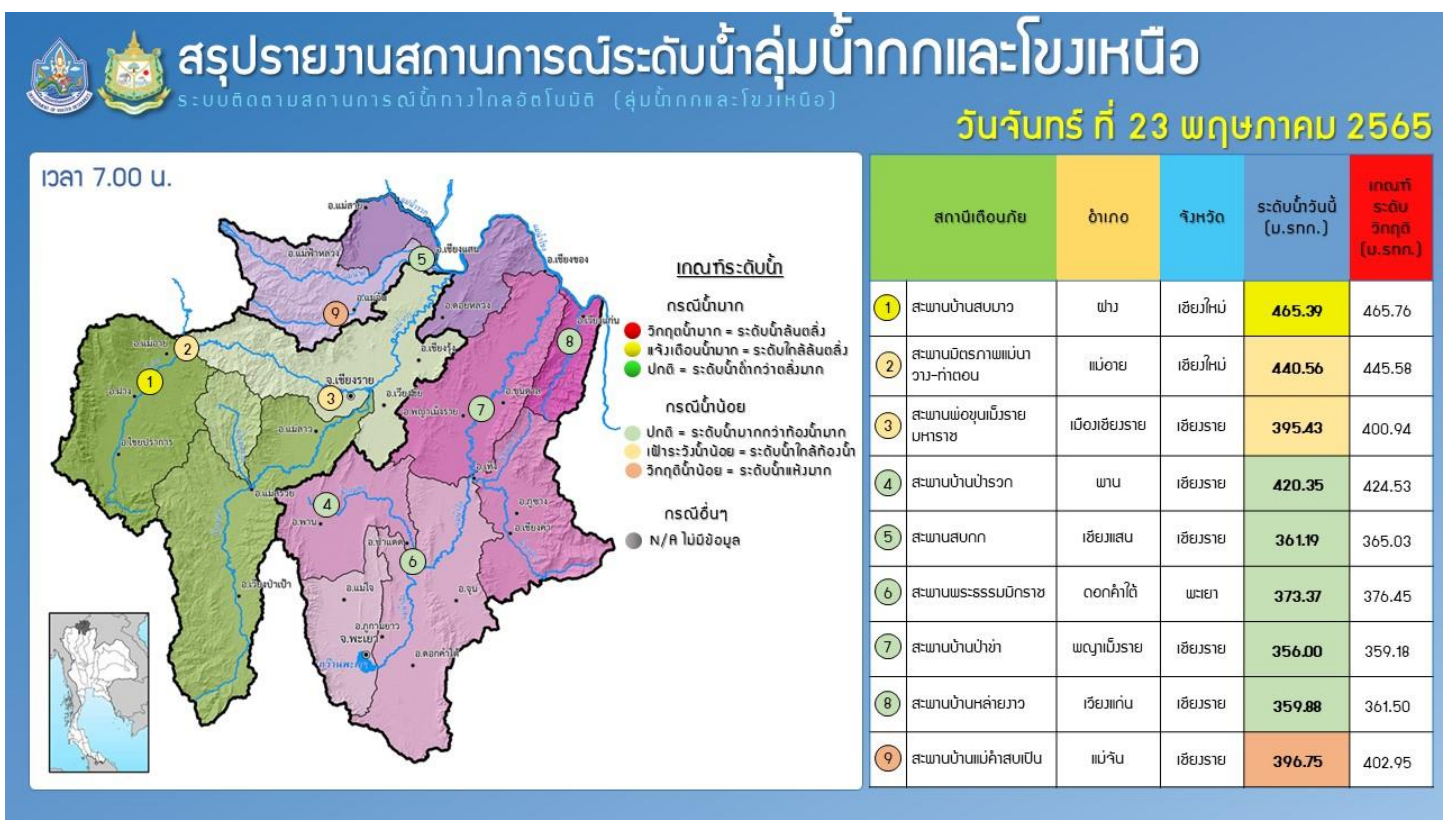 สรุปรายงานสถานการณ์ระดับน้ำลุ่มน้ำกกและโขงเหนือ
ระบบติดตามสถานการณ์น้ำทางไกลอัตโนมัติ (ลุ่มน้ำกกและโขงเหนือ)
วันจันทร์ ที่ 23 พฤษภาคม 2565
เวลา 7.00 น.
อ.แม่สาย
อ.แม่ฟ้าหลวง
5
อ.เชียงแสน
อ.เชียงของ
9
อ.แม่จัน
อ.ดอยหลวง
อ.เวียงแก่น
8
อ.แม่อาย
2
อ.เชียงรุ้ง
1
อ.ฝาง
จ.เชียงราย
3
อ.เวียงชัย
อ.พญาเม็งราย
7
อ.ขุนตาล
อ.แม่ลาว
อ.ไชยปราการ
อ.เทิง
อ.แม่สรวย
4
อ.พาน
อ.ภูซาง
อ.เชียงคำ
อ.ป่าแดด
6
อ.เวียงป่าเป้า
อ.แม่ใจ
อ.จุน
อ.ภูกามยาว
จ.พะเยา
กว๊านพะเยา
อ.ดอกคำใต้
เกณฑ์ระดับน้ำ
กรณีน้ำมาก
วิกฤตน้ำมาก = ระดับน้ำล้นตลิ่ง
แจ้งเตือนน้ำมาก = ระดับใกล้ล้นตลิ่ง
ปกติ = ระดับน้ำต่ำกว่าตลิ่งมาก
กรณีน้ำน้อย
ปกติ = ระดับน้ำมากกว่าท้องน้ำมาก
เฝ้าระวังน้ำน้อย = ระดับน้ำใกล้ท้องน้ำ
วิกฤติน้ำน้อย = ระดับน้ำแห้งมาก
กรณีอื่นๆ
N/A ไม่มีข้อมูล
สถานีเตือนภัย อำเภอ จังหวัด ระดับน้ำวันนี้ (ม.รทก.) เกณฑ์ระดับวิกฤติ (ม.รทก.)
1 สะพานบ้านสบมาว ฝาง เชียงใหม่ 465.39 465.76
2 สะพานมิตรภาพแม่นาวาง-ท่าตอน แม่อาย เชียงใหม่ 440.56 445.58
3 สะพานพ่อขุนเม็งรายมหาราช เมืองเชียงราย เชียงราย 395.43 400.94
4 สะพานบ้านป่ารวก พาน เชียงราย 420.35 424.53
5 สะพานสบกก เชียงแสน เชียงราย 361.19 365.03
6 สะพานพระธรรมมิกราช ดอกคำใต้ พะเยา 373.37 376.45
7 สะพานบ้านป่าข่า พญาเม็งราย เชียงราย 356.00 359.18
8 สะพานบ้านหล่ายงาว เวียงแก่น เชียงราย 359.88 361.50
9 สะพานบ้านแม่คำสบเปิน แม่จัน เชียงราย 396.75 402.95